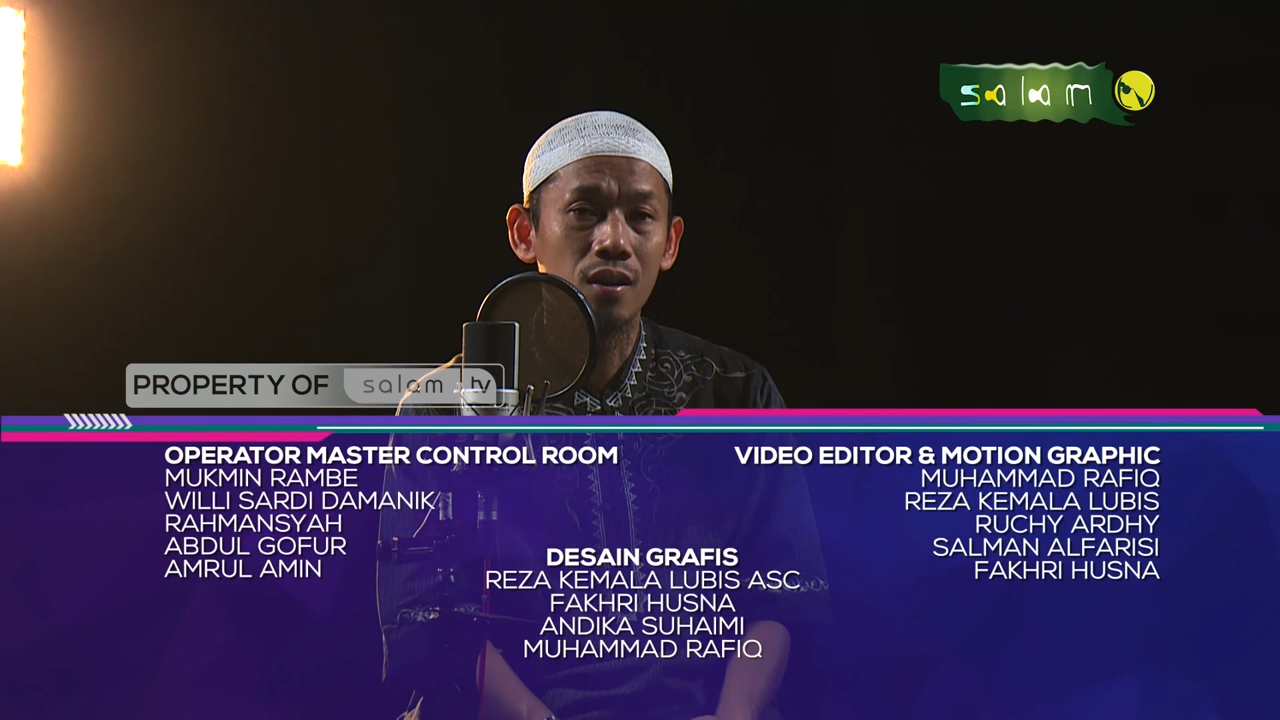 salam
PROPERTY OF salam tv
OPERATOR MASTER CONTROL ROOM
MUKMIN RAMBE
WILLI SARDI DAMANIK
RAHMANSYAH
ABDUL GOFUR
AMRUL AMIN
DESAIN GRAFIS
REZA KEMALA LUBIS ASC
FAKHRI HUSNA
ANDIKA SUHAIMI
MUHAMMAD RAFIQ
VIDEO EDITOR & MOTION GRAPHIC
MUHAMMAD RAFIQ
REZA KEMALA LUBIS
RUCHY ARDHY
SALMAN ALFARISI
FAKHRI HUSNA